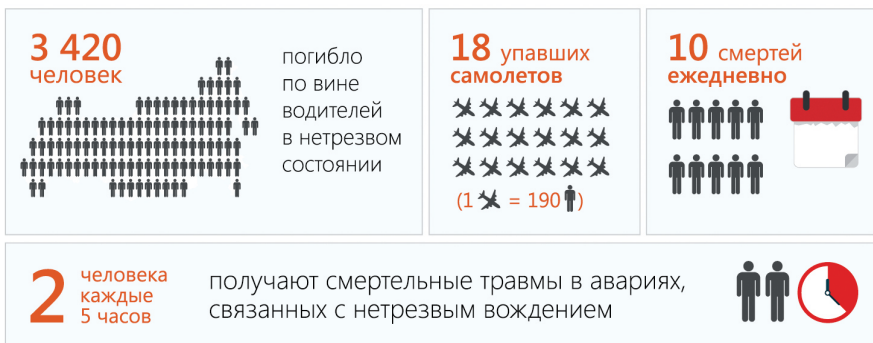 3 420
человек
погибло
по вине
водителей
в нетрезвом
состоянии
18 упавших
самолетов
(1 = 190 )
10 смертей
ежедневно
2 человека
каждые
5 часов
получают смертельные травмы в авариях,
связанных с нетрезвым вождением